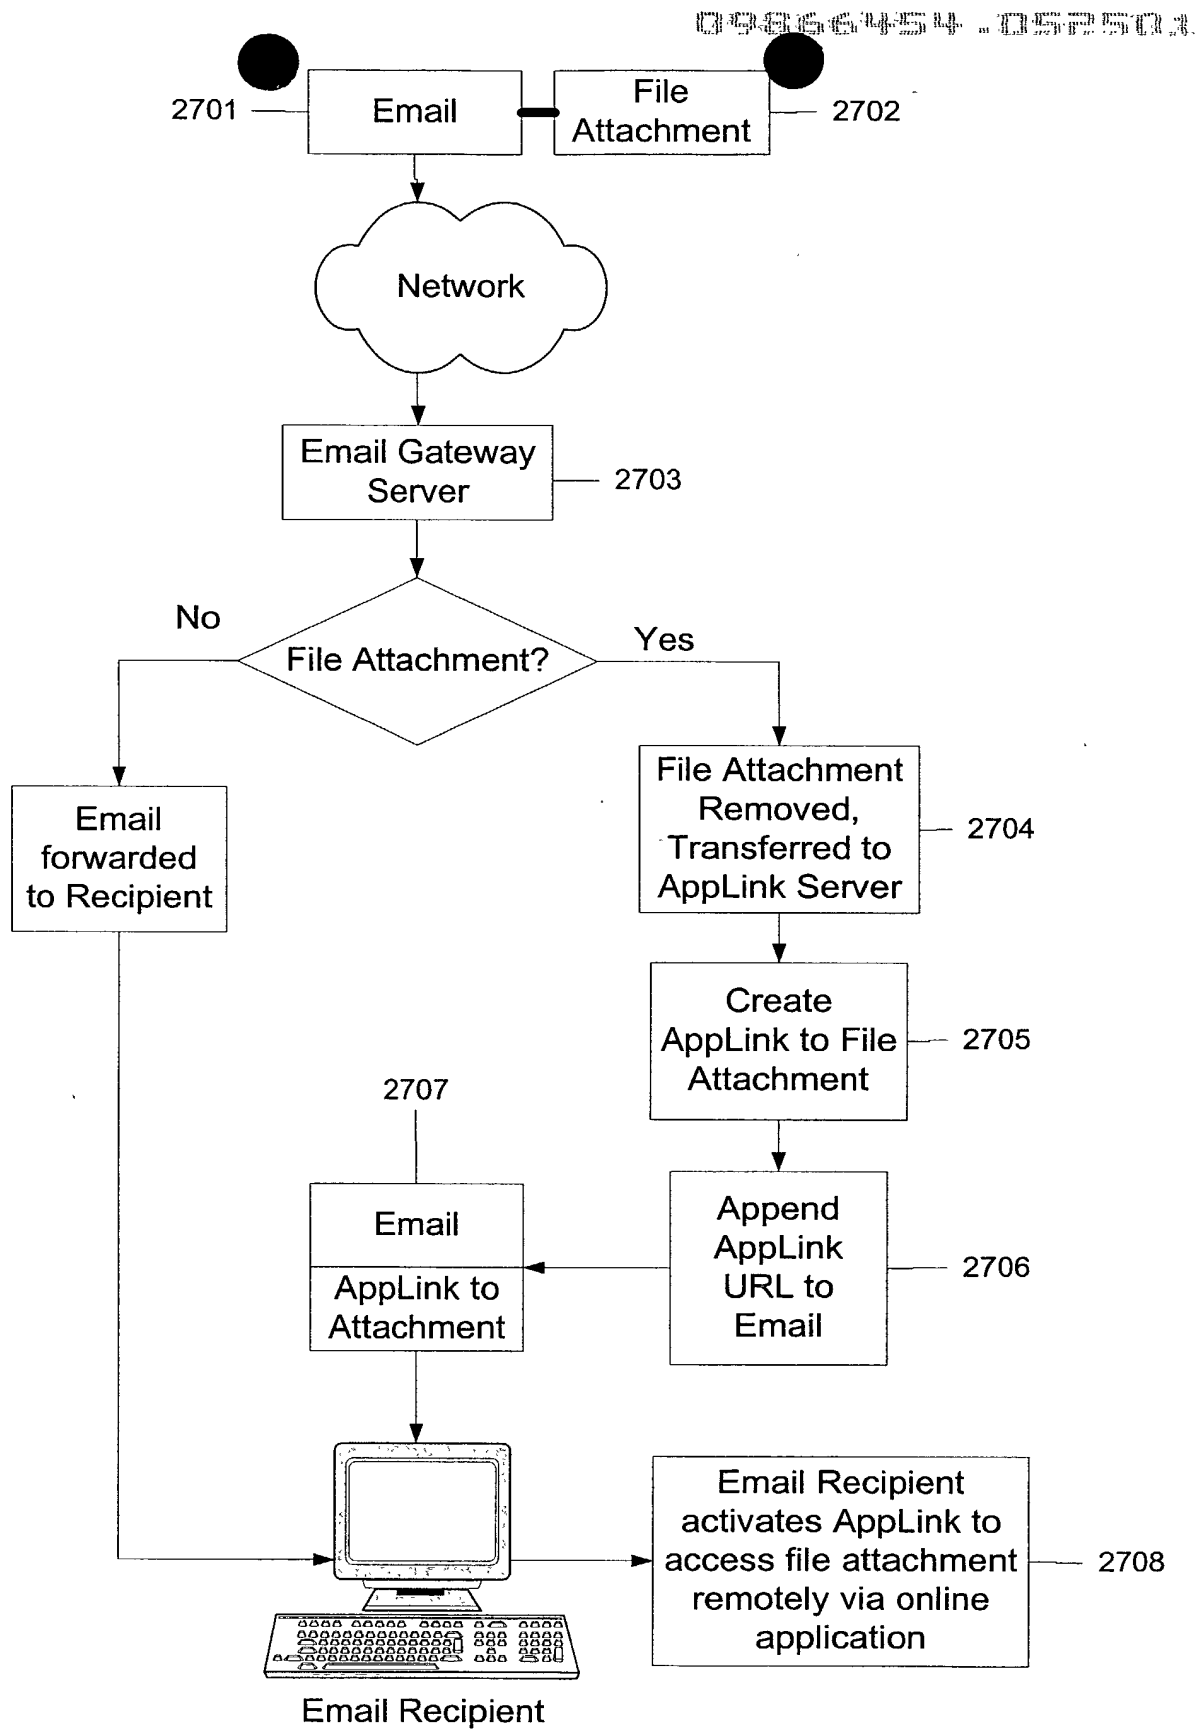 09866454.052501
Email
File
Attachment
2701
2702
Network
Email Gateway
Server
2703
No
Yes
File Attachment?
File Attachment
Removed,
Transferred to
AppLink Server
2704
Email
forwarded
to Recipient
Create
AppLink to File
Attachment
2705
2707
Email
AppLink to
Attachment
Append
AppLink
URL to
Email
2706
Email Recipient
activates AppLink to
access file attachment
remotely via online
application
2708
Email Recipient